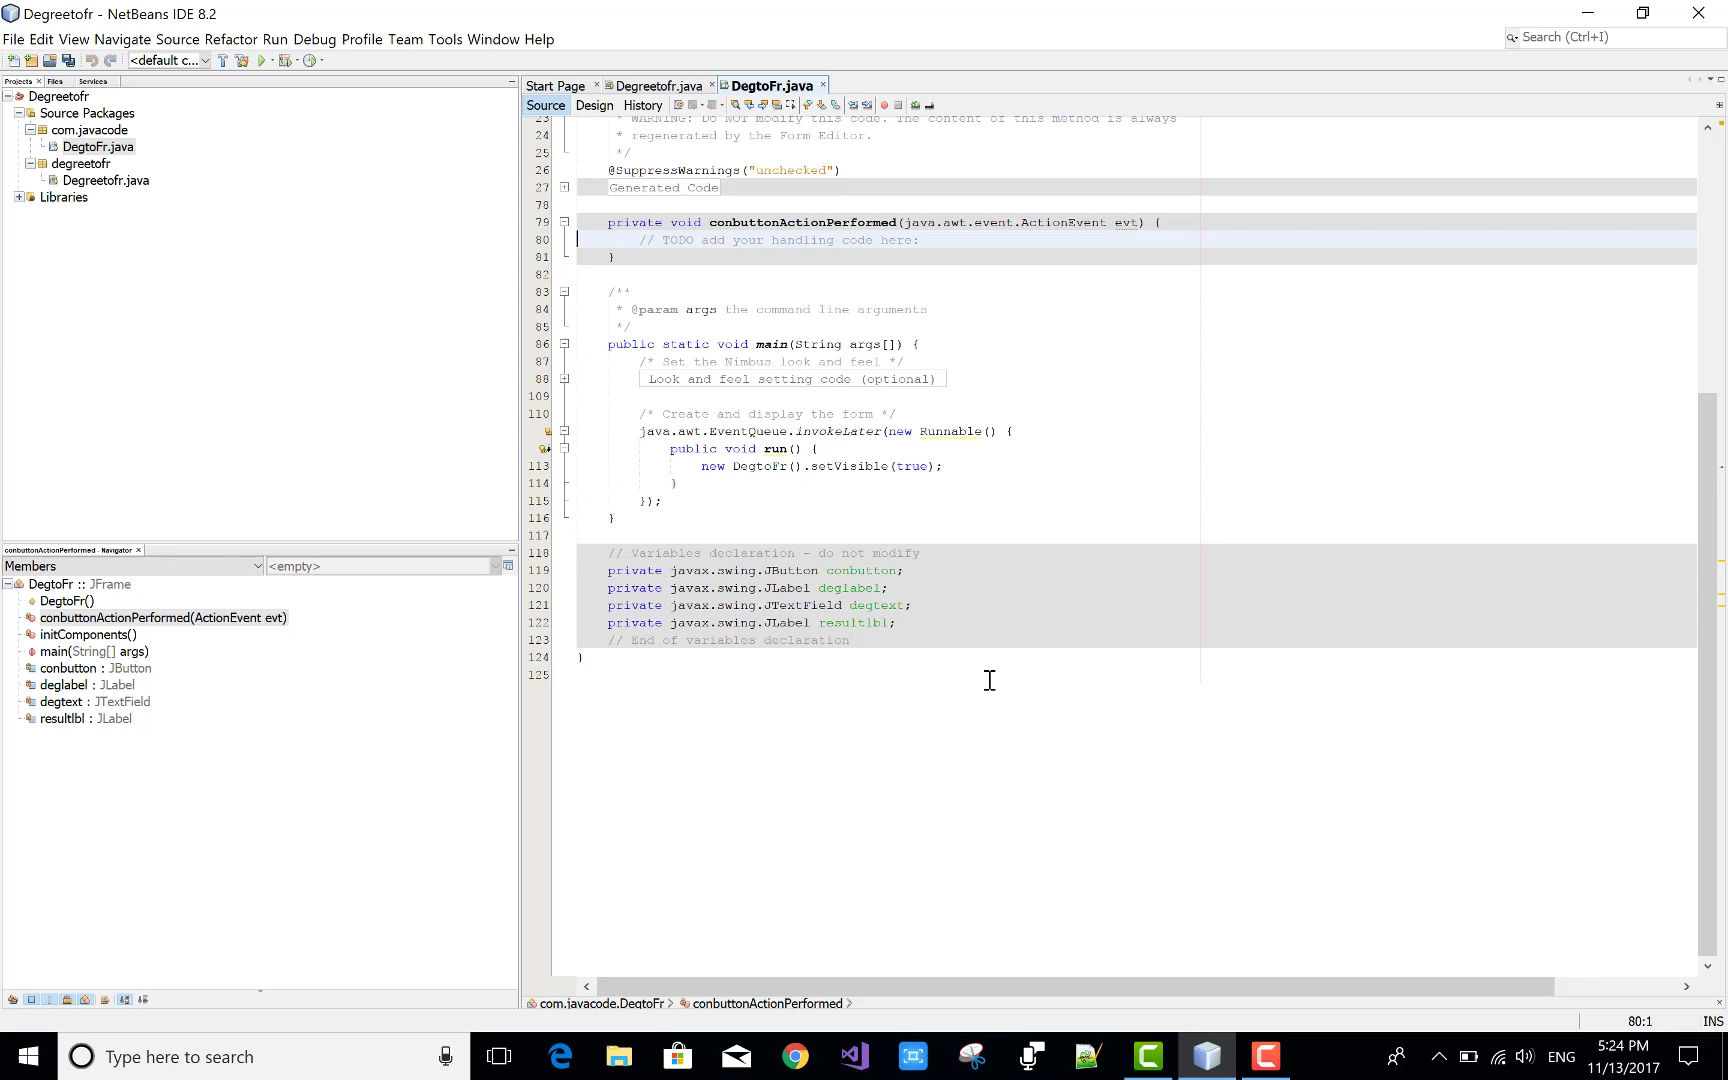 Degreetofr - NetBeans IDE 8.2
File Edit View Navigate Source Refactor Run Debug Profile Team Tools Window Help
Search (Ctrl+I)
<default c...
Projects Files Services
Start Page Degreetofr.java DegtoFr.java
Source Design History
Degreetofr
Source Packages
com.javacode
DegtoFr.java
degreetofr
Degreetofr.java
Libraries
23 * WARNING: Do NOT modify this code. The content of this method is always
24 * regenerated by the Form Editor.
25 */
26 @SuppressWarnings("unchecked")
27 Generated Code
78
79 private void conbuttonActionPerformed(java.awt.event.ActionEvent evt) {
80 // TODO add your handling code here:
81 }
82
83 /**
84 * @param args the command line arguments
85 */
86 public static void main(String args[]) {
87 /* Set the Nimbus look and feel */
88 Look and feel setting code (optional)
109
110 /* Create and display the form */
java.awt.EventQueue.invokeLater(new Runnable() {
public void run() {
113 new DegtoFr().setVisible(true);
114 }
115 });
116 }
117
118 // Variables declaration - do not modify
119 private javax.swing.JButton conbutton;
120 private javax.swing.JLabel deglabel;
121 private javax.swing.JTextField degtext;
122 private javax.swing.JLabel resultlbl;
123 // End of variables declaration
124 }
125
conbuttonActionPerformed - Navigator
Members <empty>
DegtoFr :: JFrame
DegtoFr()
conbuttonActionPerformed(ActionEvent evt)
initComponents()
main(String[] args)
conbutton : JButton
deglabel : JLabel
degtext : JTextField
resultlbl : JLabel
com.javacode.DegtoFr conbuttonActionPerformed
80:1 INS
Type here to search
ENG
5:24 PM
11/13/2017